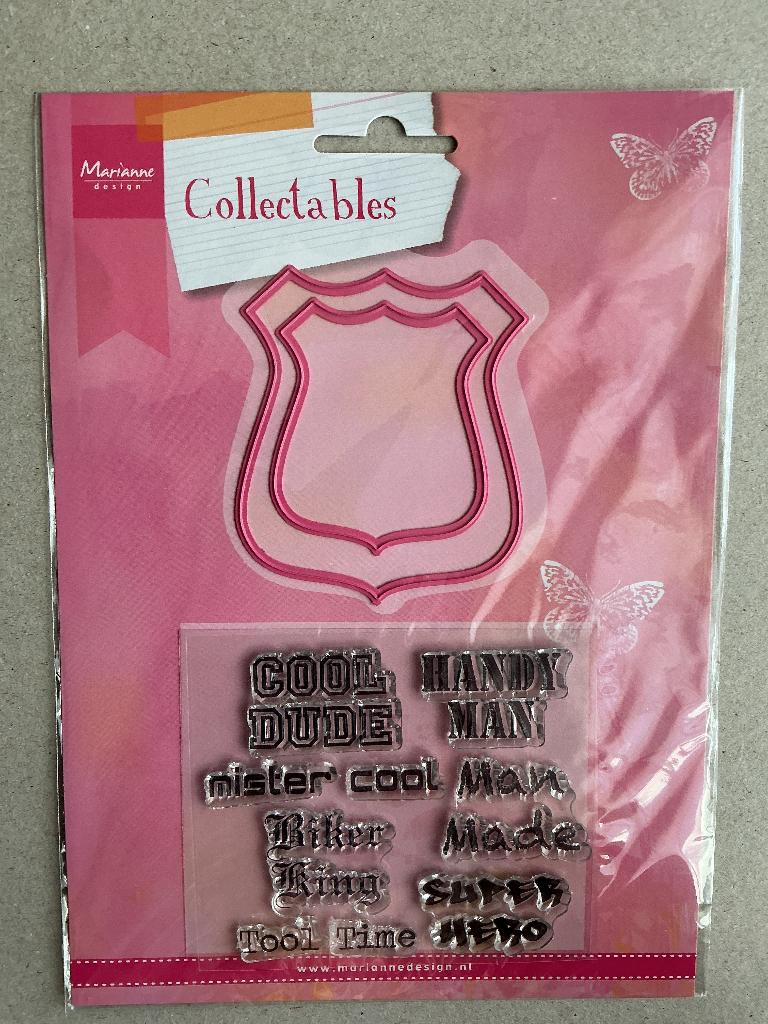 Marianne
design
Collectables
COOL
DUDE
HANDY
MAN
mister cool
Man
Made
Biker
King
SUPER
HERO
Tool Time
www.mariannedesign.nl